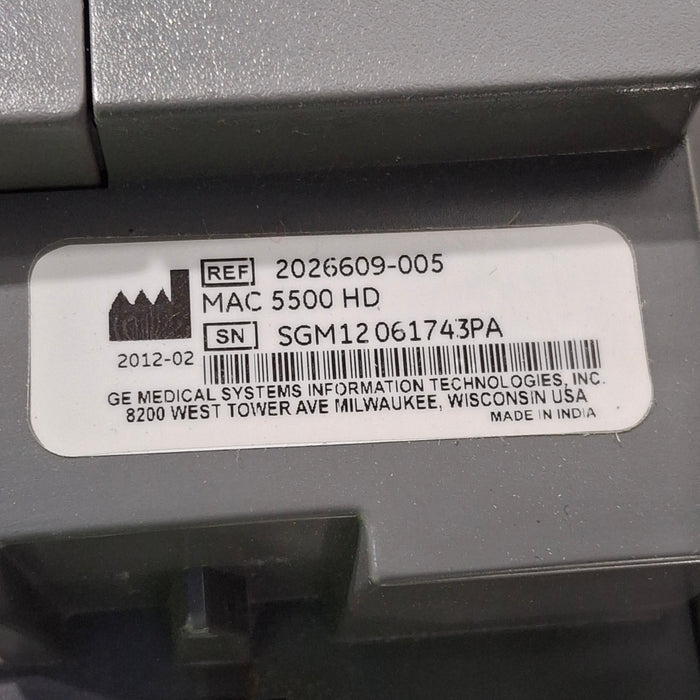 REF 2026609-005
MAC 5500 HD
SN SGM12061743PA
2012-02
GE MEDICAL SYSTEMS INFORMATION TECHNOLOGIES, INC.
8200 WEST TOWER AVE MILWAUKEE, WISCONSIN USA
MADE IN INDIA